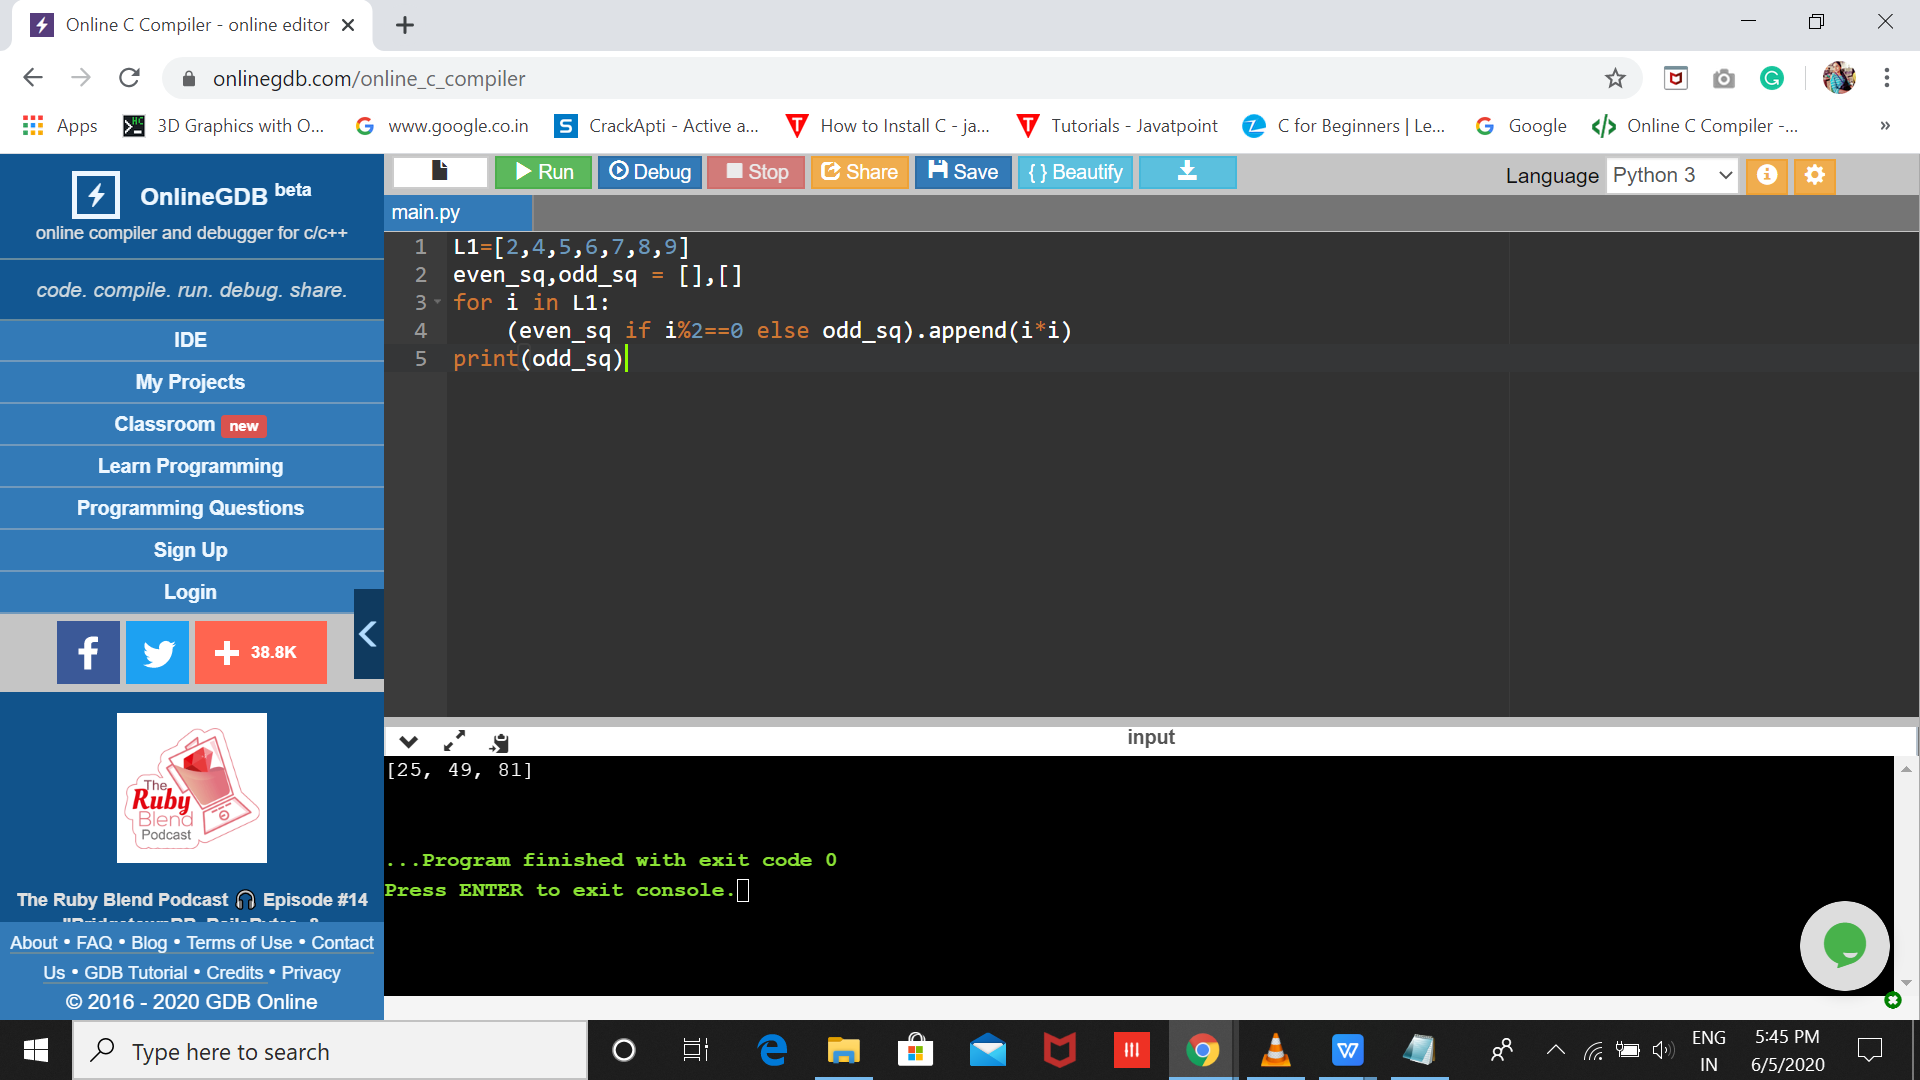 Online C Compiler - online editor
onlinegdb.com/online_c_compiler
Apps 3D Graphics with O... www.google.co.in CrackApti - Active a... How to Install C - ja... Tutorials - Javatpoint C for Beginners | Le... Google Online C Compiler -... »
OnlineGDB beta
online compiler and debugger for c/c++
code. compile. run. debug. share.
IDE
My Projects
Classroom new
Learn Programming
Programming Questions
Sign Up
Login
38.8K
The
Ruby
Blend
Podcast
The Ruby Blend Podcast 🎧 Episode #14
About • FAQ • Blog • Terms of Use • Contact
Us • GDB Tutorial • Credits • Privacy
© 2016 - 2020 GDB Online
Run Debug Stop Share Save { } Beautify
Language Python 3
main.py
1 L1=[2,4,5,6,7,8,9]
2 even_sq,odd_sq = [],[]
3 for i in L1:
4     (even_sq if i%2==0 else odd_sq).append(i*i)
5 print(odd_sq)
input
[25, 49, 81]
...Program finished with exit code 0
Press ENTER to exit console.
Type here to search
ENG
IN
5:45 PM
6/5/2020